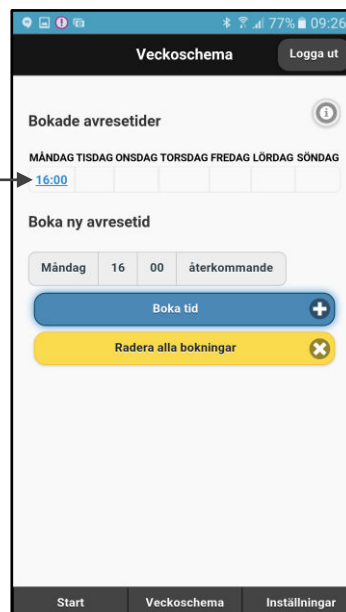 77% 09:26
Veckoschema Logga ut
Bokade avresetider
MÅNDAG TISDAG ONSDAG TORSDAG FREDAG LÖRDAG SÖNDAG
16:00
Boka ny avresetid
Måndag 16 00 återkommande
Boka tid
Radera alla bokningar
Start Veckoschema Inställningar